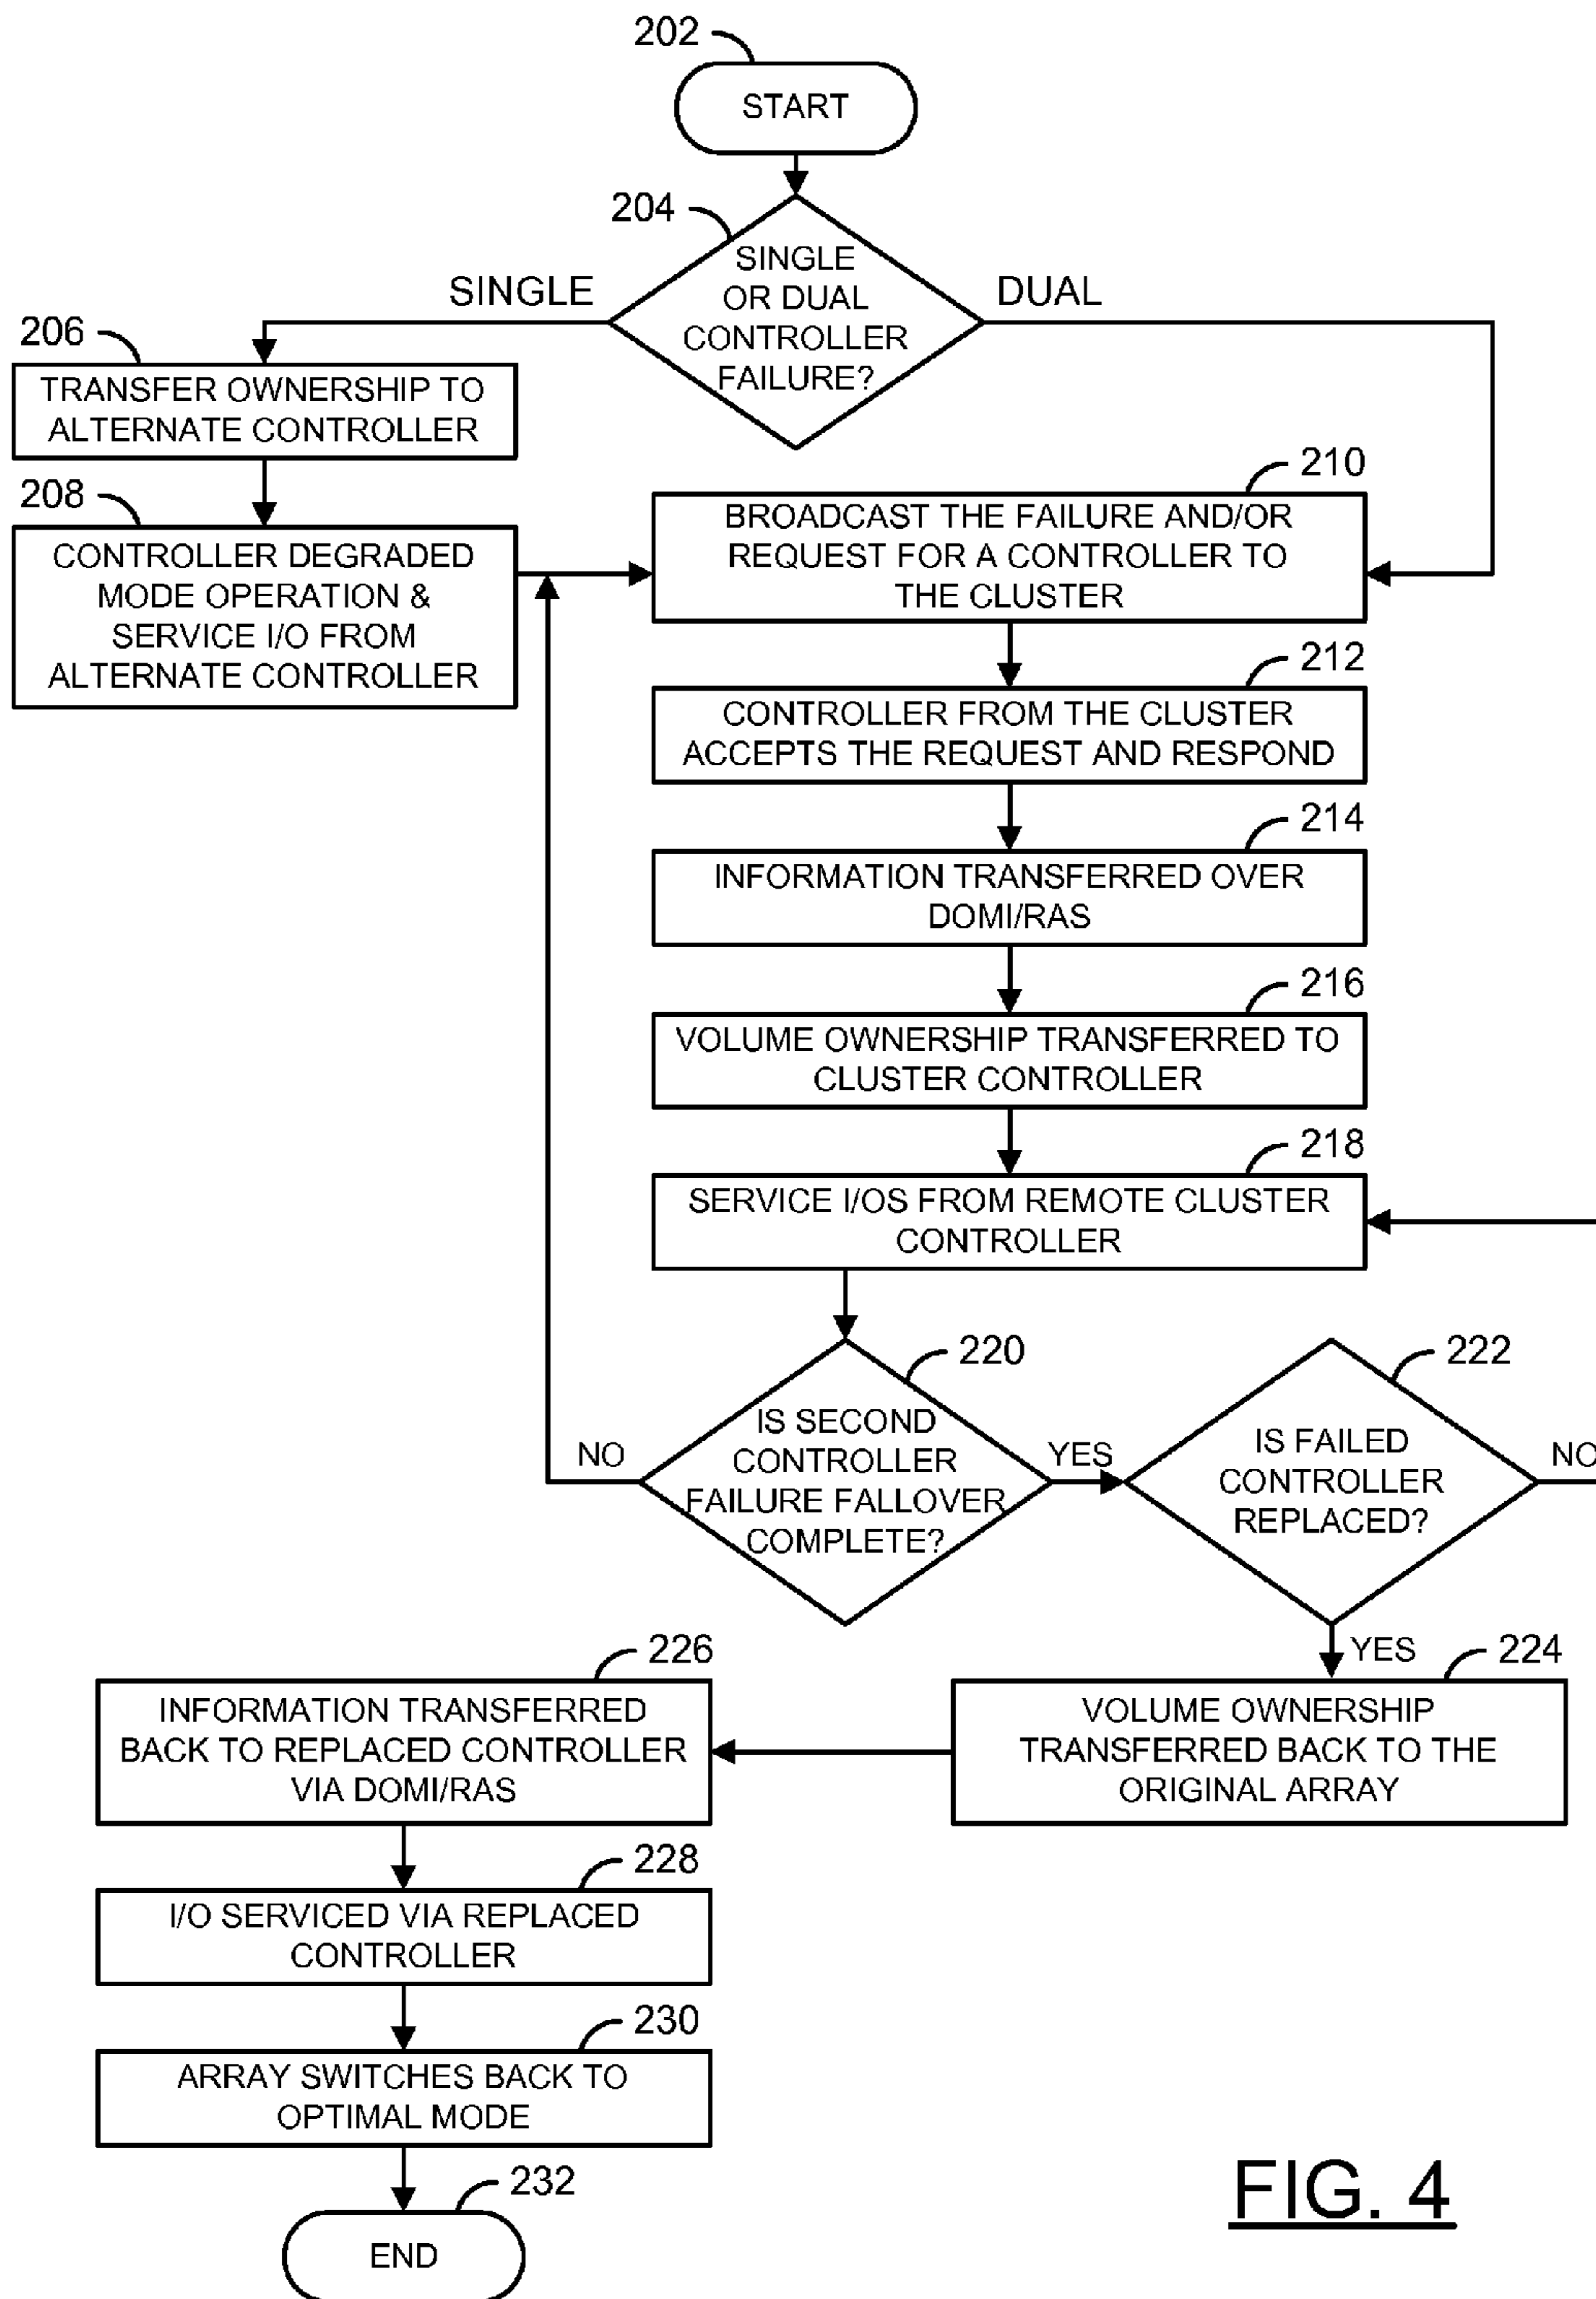 202
START
204
SINGLE
OR DUAL
CONTROLLER
FAILURE?
SINGLE
DUAL
206
TRANSFER OWNERSHIP TO
ALTERNATE CONTROLLER
208
CONTROLLER DEGRADED
MODE OPERATION &
SERVICE I/O FROM
ALTERNATE CONTROLLER
210
BROADCAST THE FAILURE AND/OR
REQUEST FOR A CONTROLLER TO
THE CLUSTER
212
CONTROLLER FROM THE CLUSTER
ACCEPTS THE REQUEST AND RESPOND
214
INFORMATION TRANSFERRED OVER
DOMI/RAS
216
VOLUME OWNERSHIP TRANSFERRED TO
CLUSTER CONTROLLER
218
SERVICE I/OS FROM REMOTE CLUSTER
CONTROLLER
220
IS SECOND
CONTROLLER
FAILURE FALLOVER
COMPLETE?
NO
YES
222
IS FAILED
CONTROLLER
REPLACED?
NO
YES
224
VOLUME OWNERSHIP
TRANSFERRED BACK TO THE
ORIGINAL ARRAY
226
INFORMATION TRANSFERRED
BACK TO REPLACED CONTROLLER
VIA DOMI/RAS
228
I/O SERVICED VIA REPLACED
CONTROLLER
230
ARRAY SWITCHES BACK TO
OPTIMAL MODE
232
END
FIG. 4